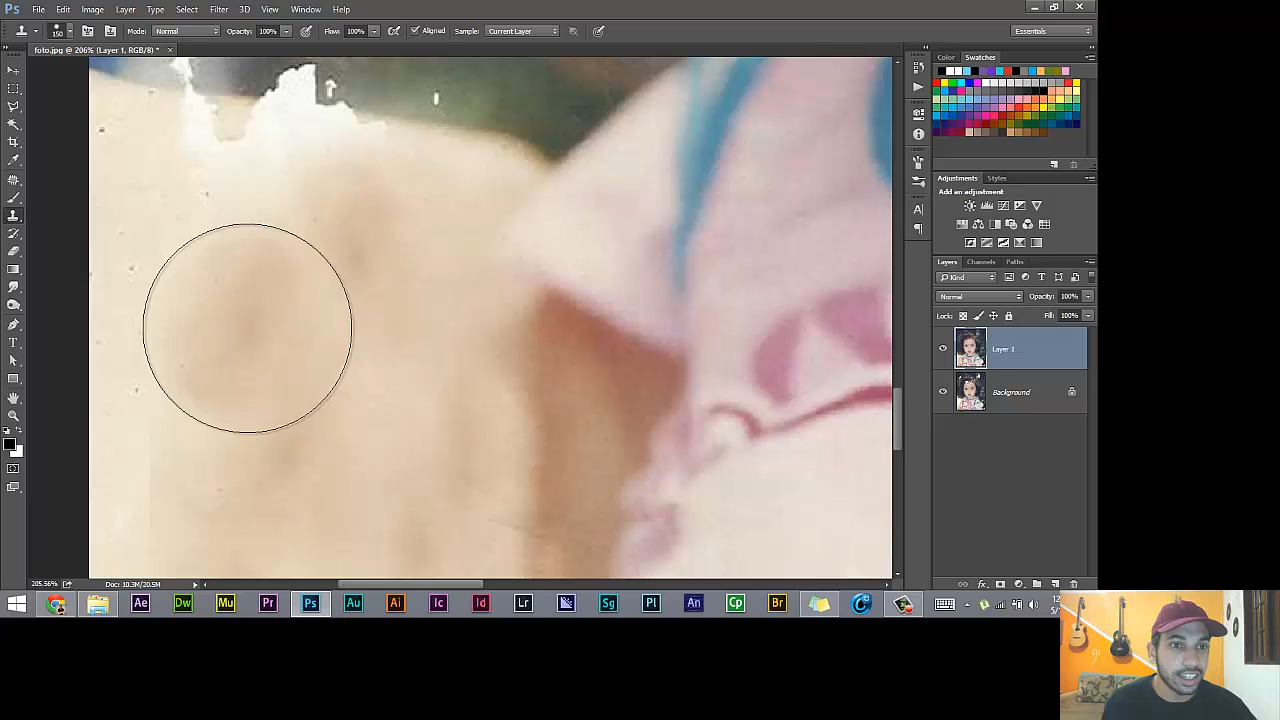 Ps File Edit Image Layer Type Select Filter 3D View Window Help
150 Mode: Normal Opacity: 100% Flow: 100% Aligned Sample: Current Layer Essentials
foto.jpg @ 206% (Layer 1, RGB/8) * ×
Color Swatches
Adjustments Styles
Add an adjustment
Layers Channels Paths
Kind
Normal Opacity: 100%
Lock: Fill: 100%
Layer 1
Background
205.56% Doc: 10.3M/20.5M
Ae Dw Mu Pr Ps Au Ai Ic Id Lr Sg Pl An Cp Br